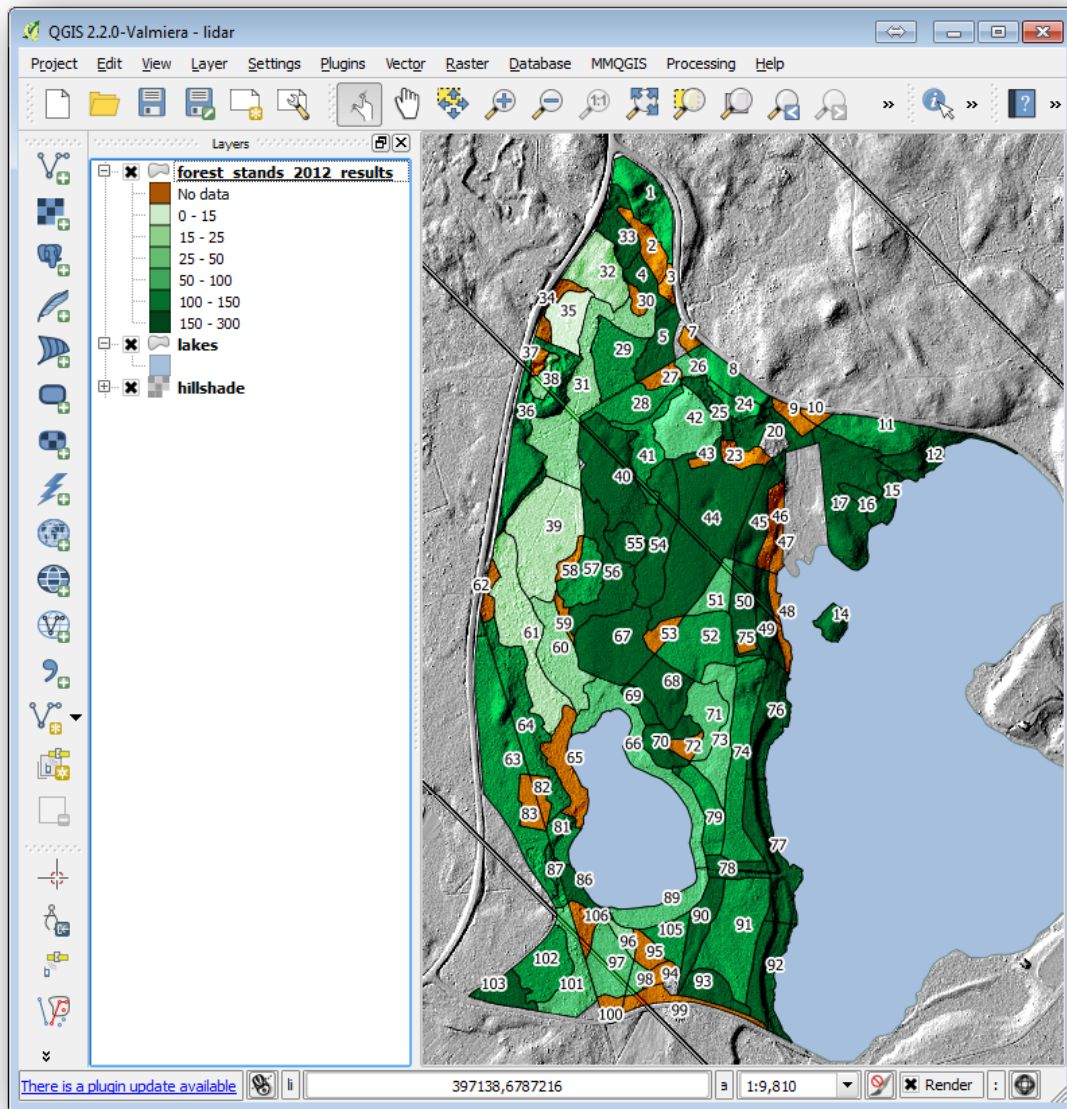 QGIS 2.2.0-Valmiera - lidar
Project Edit View Layer Settings Plugins Vector Raster Database MMQGIS Processing Help
1:1
Layers
forest_stands_2012_results
No data
0 - 15
15 - 25
25 - 50
50 - 100
100 - 150
150 - 300
lakes
hillshade
1
33 2
32 4 3
34 35 30
5 7
37 29
26 8
38 31 27
36 28 24
42 25 9 10
11
20
41 43 23 12
40
15
17 16
39 44 45 46
55 54 47
58 57 56
62 51 50 48
14
59
61 67 53 52 75 49
60
68
69 76
64 71
66 70 72 73 74
63 65
82
83 79
81
77
87 78
86
89
106 90
105 91
96
102 95
97 94 92
98 93
103 101
100 99
There is a plugin update available li 397138,6787216 a 1:9,810 Render :